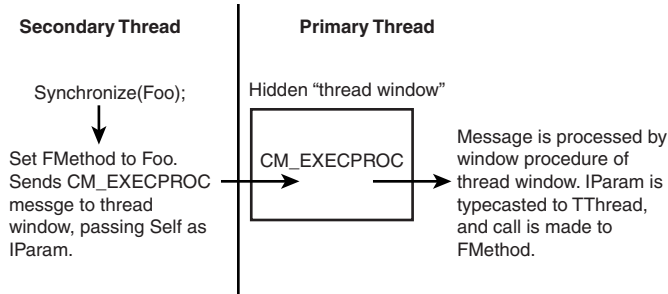 Secondary Thread
Primary Thread
Synchronize(Foo);
Set FMethod to Foo.
Sends CM_EXECPROC
messge to thread
window, passing Self as
IParam.
Hidden “thread window”
CM_EXECPROC
Message is processed by
window procedure of
thread window. IParam is
typecasted to TThread,
and call is made to
FMethod.